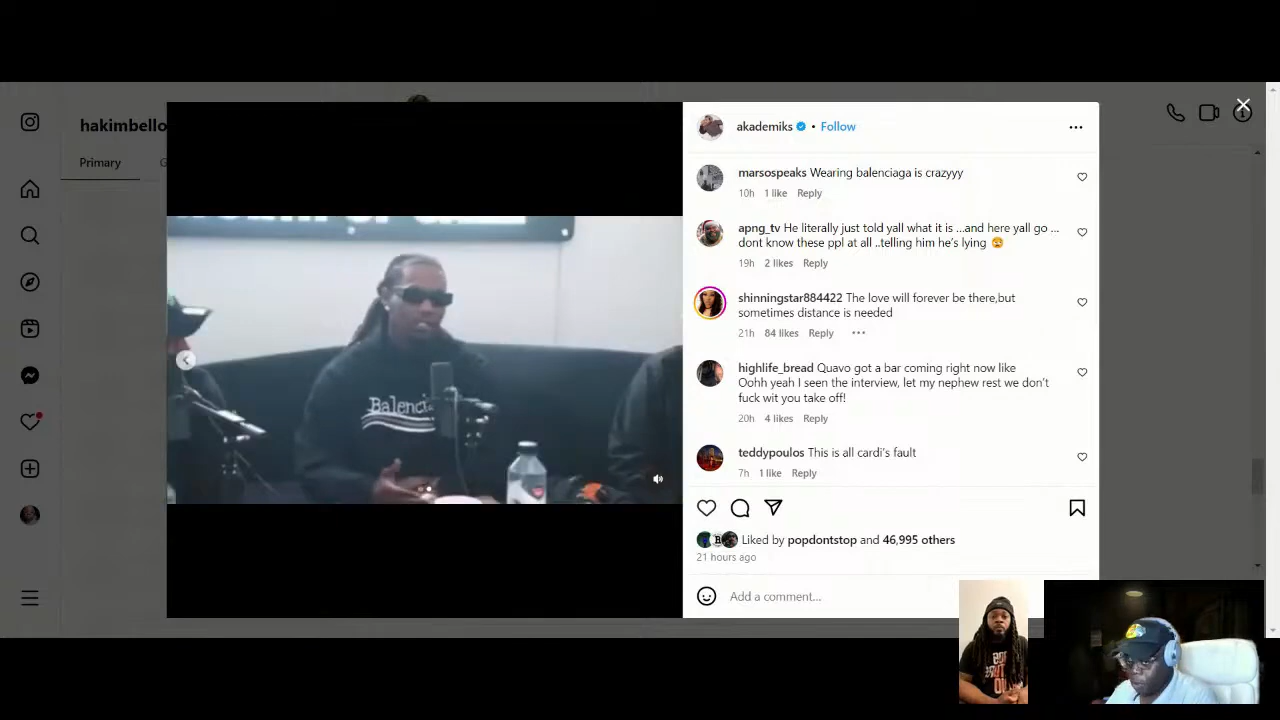 hakimbello
Primary
G
Balenci
akademiks • Follow
marsospeaks Wearing balenciaga is crazyyy
10h 1 like Reply
apng_tv He literally just told yall what it is ...and here yall go ...
dont know these ppl at all ..telling him he's lying 😩
19h 2 likes Reply
shinningstar884422 The love will forever be there,but
sometimes distance is needed
21h 84 likes Reply
highlife_bread Quavo got a bar coming right now like
Oohh yeah I seen the interview, let my nephew rest we don't
fuck wit you take off!
20h 4 likes Reply
teddypoulos This is all cardi's fault
7h 1 like Reply
Liked by popdontstop and 46,995 others
21 hours ago
Add a comment...